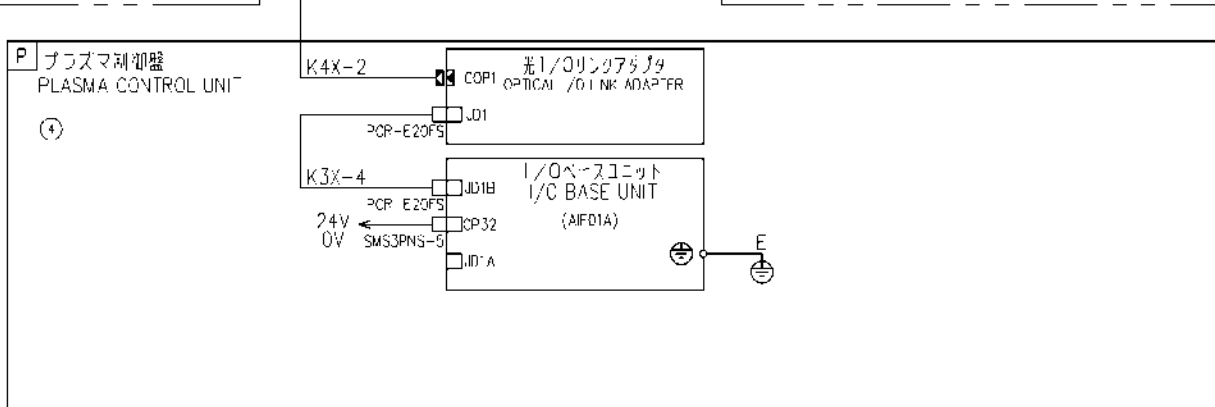 P
プラズマ制御盤
PLASMA CONTROL UNIT
④
K4X-2
COP1
光I/Oリンクアダプタ
OPTICAL I/O LINK ADAPTER
JD1
PCR-E20FS
K3X-4
JD1B
I/Oベースユニット
I/O BASE UNIT
PCR-E20FS
(AIF01A)
24V
0V
CP32
SMS3PNS-5
JD1A
E